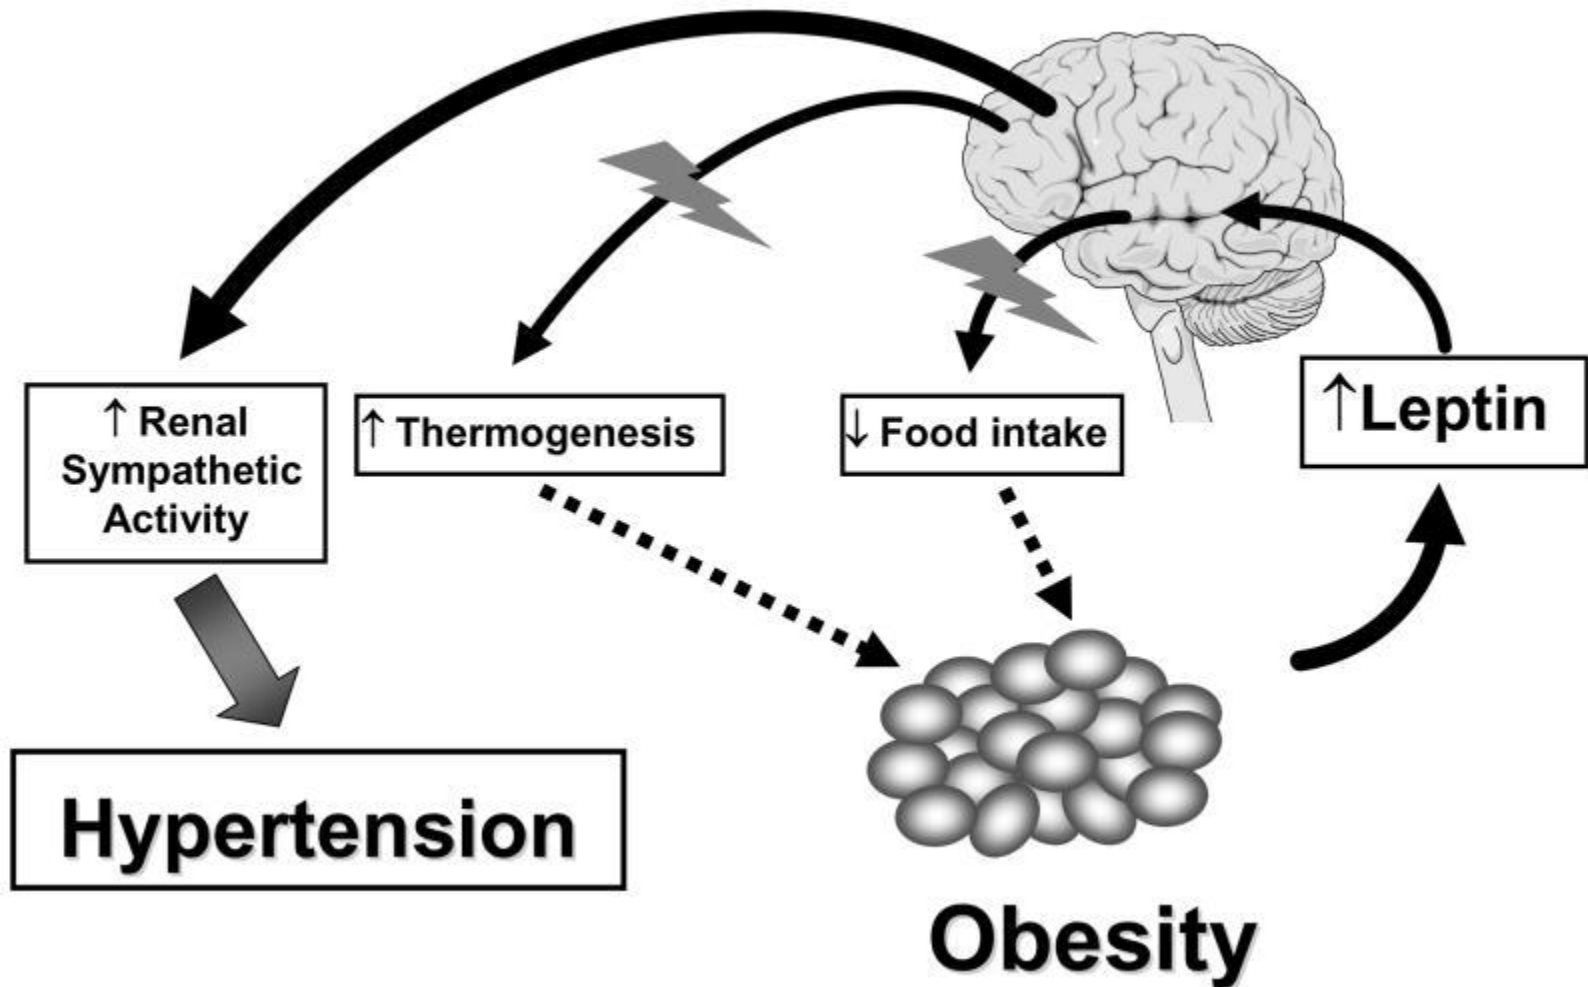 ↑ Renal
Sympathetic
Activity
↑ Thermogenesis
↓ Food intake
↑Leptin
Hypertension
Obesity